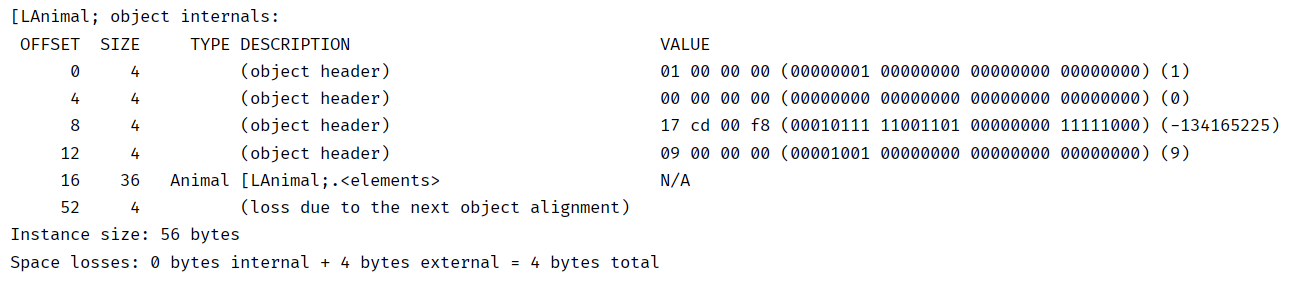 [LAnimal; object internals:
 OFFSET  SIZE     TYPE DESCRIPTION                               VALUE
      0     4          (object header)                           01 00 00 00 (00000001 00000000 00000000 00000000) (1)
      4     4          (object header)                           00 00 00 00 (00000000 00000000 00000000 00000000) (0)
      8     4          (object header)                           17 cd 00 f8 (00010111 11001101 00000000 11111000) (-134165225)
     12     4          (object header)                           09 00 00 00 (00001001 00000000 00000000 00000000) (9)
     16    36   Animal [LAnimal;.<elements>                      N/A
     52     4          (loss due to the next object alignment)
Instance size: 56 bytes
Space losses: 0 bytes internal + 4 bytes external = 4 bytes total